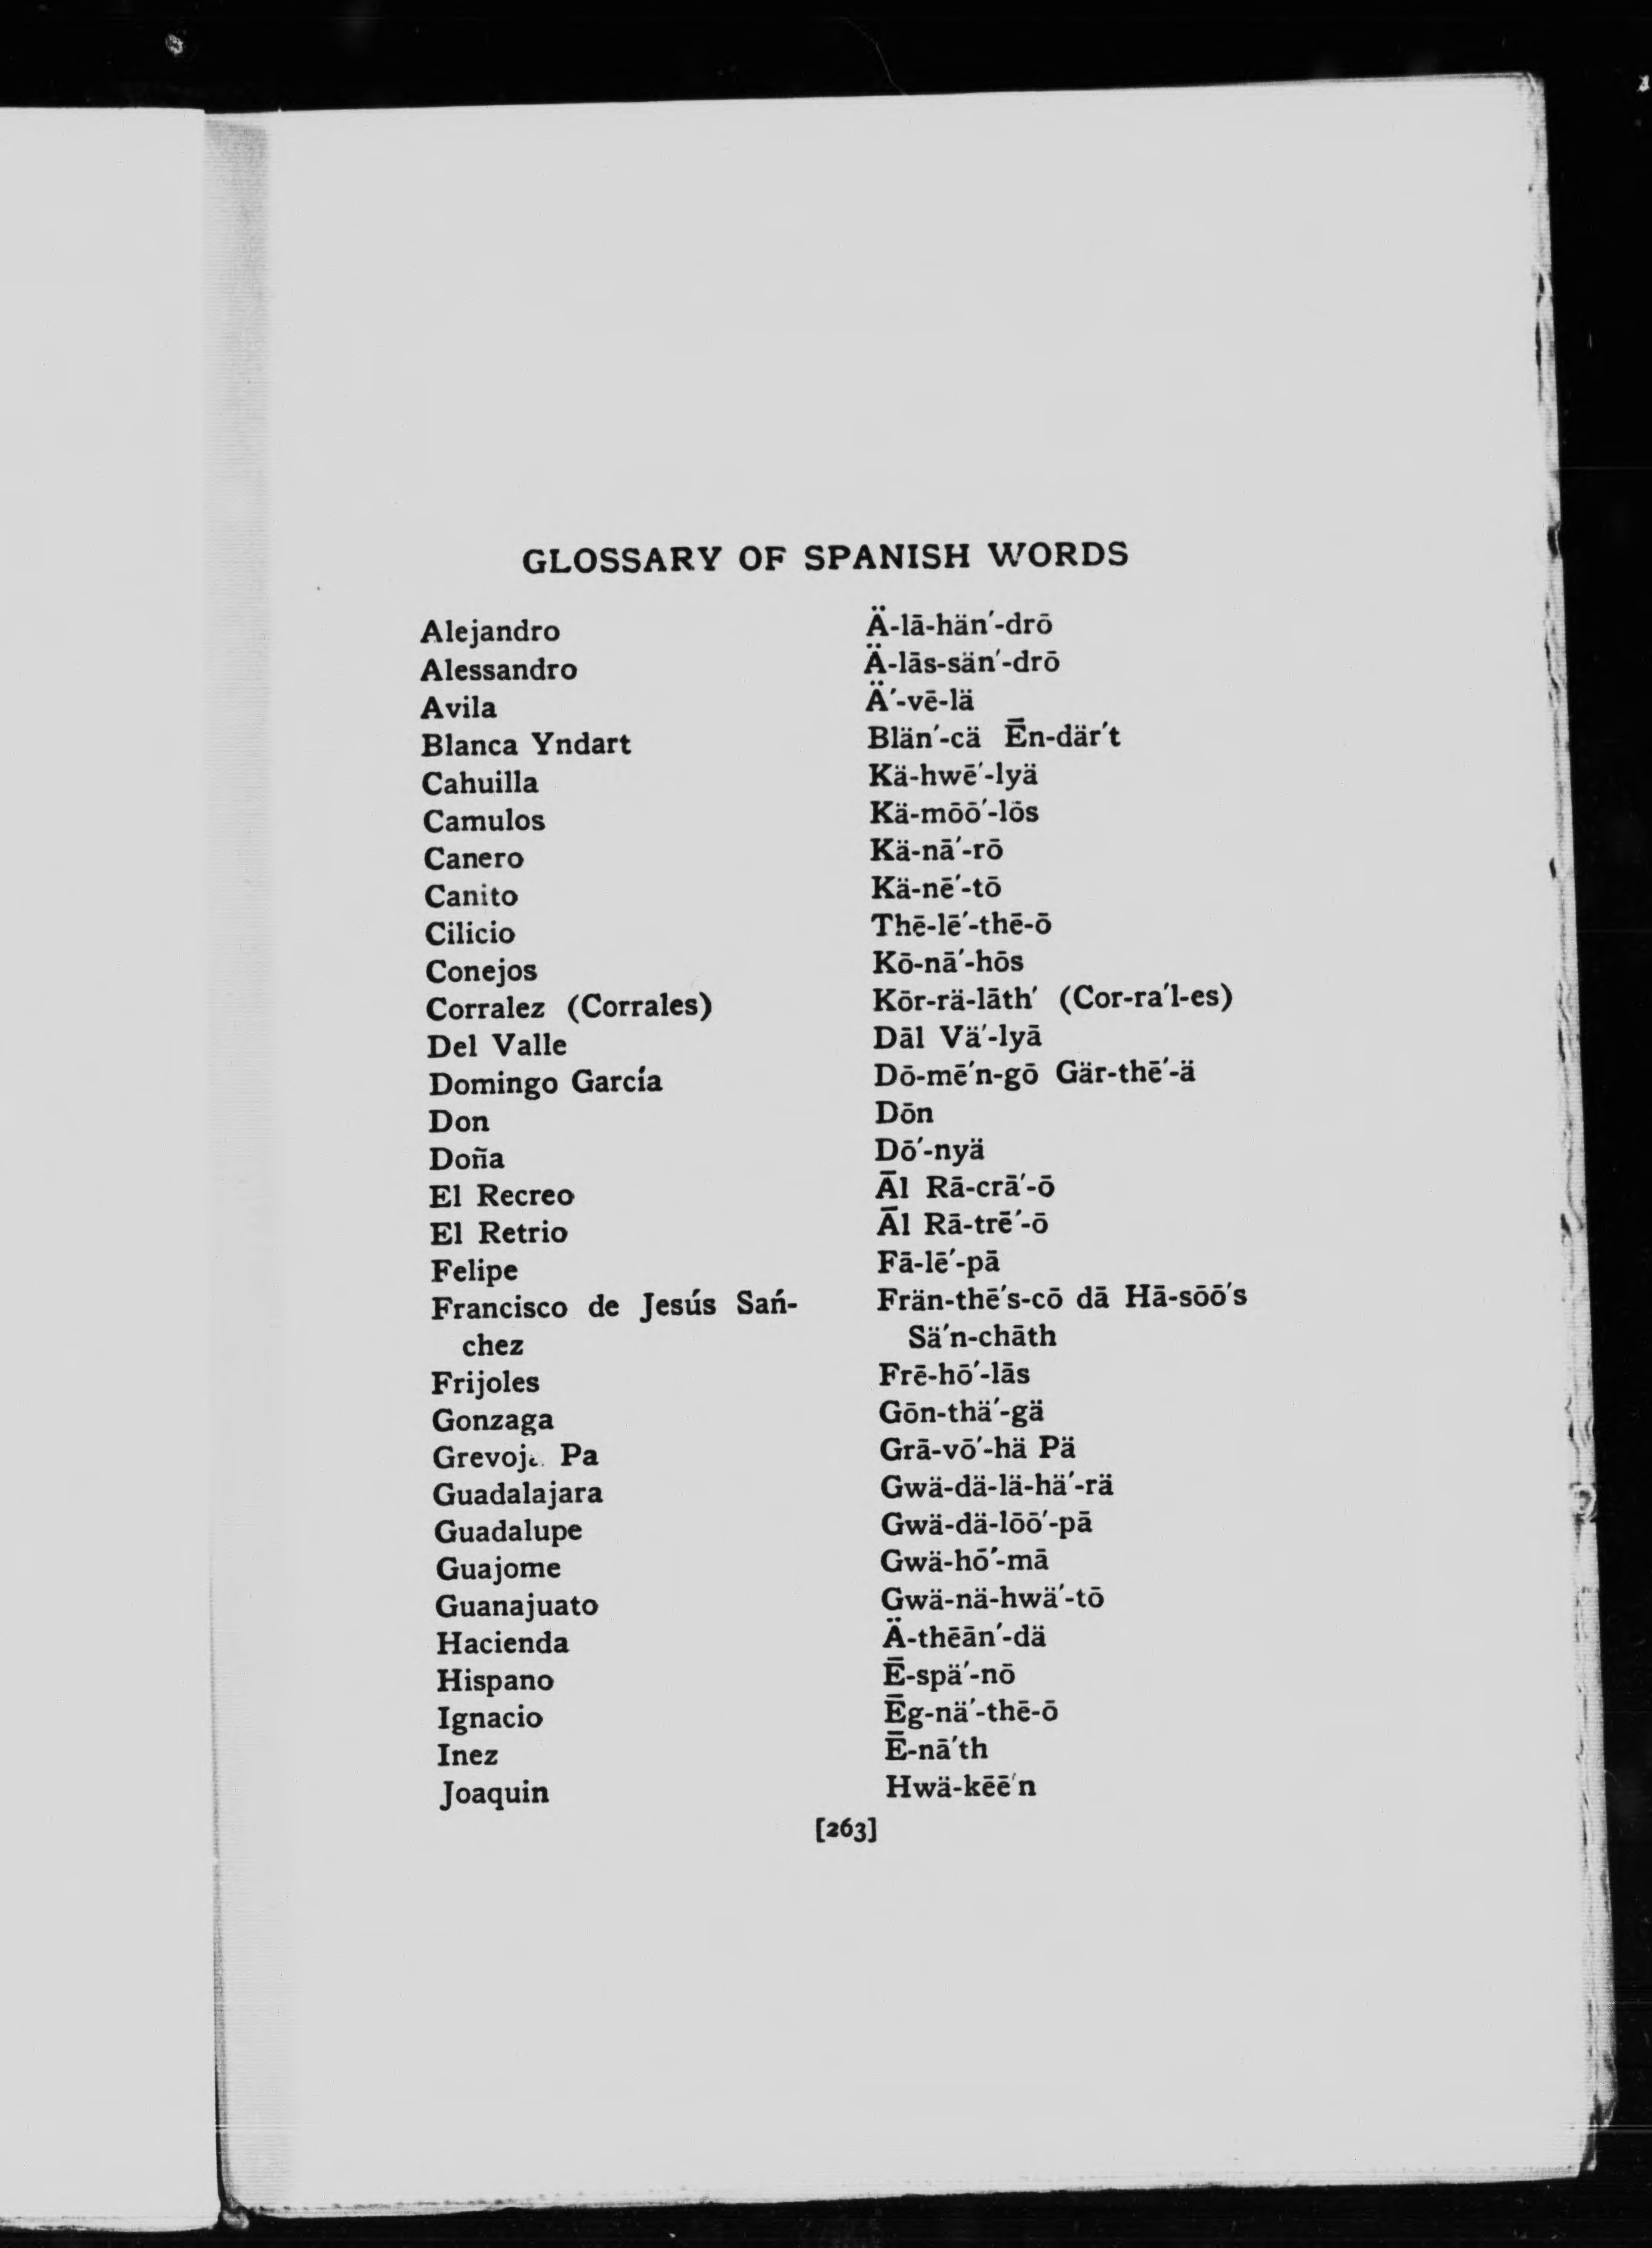 GLOSSARY OF SPANISH WORDS
Alejandro Ä-lā-hän′-drō
Alessandro Ä-lās-sän′-drō
Avila Ä′-vē-lä
Blanca Yndart Blän′-cä Ēn-där′t
Cahuilla Kä-hwē′-lyä
Camulos Kä-mōō′-lōs
Canero Kä-nā′-rō
Canito Kä-nē′-tō
Cilicio Thē-lē′-thē-ō
Conejos Kō-nā′-hōs
Corralez (Corrales) Kōr-rä-lāth′ (Cor-ra′l-es)
Del Valle Dāl Vä′-lyā
Domingo García Dō-mē′n-gō Gär-thē′-ä
Don Dōn
Doña Dō′-nyä
El Recreo Āl Rā-crā′-ō
El Retrio Āl Rā-trē′-ō
Felipe Fā-lē′-pā
Francisco de Jesús Sań- Frän-thē′s-cō dā Hā-sōō′s
chez Sä′n-chāth
Frijoles Frē-hō′-lās
Gonzaga Gōn-thä′-gä
Pa Grā-vō′-hä Pä
Guadalajara Gwä-dä-lä-hä′-rä
Guadalupe Gwä-dä-lōō′-pā
Guajome Gwä-hō′-mā
Guanajuato Gwä-nä-hwä′-tō
Hacienda Ä-thēān′-dä
Hispano Ē-spä′-nō
Ignacio Ēg-nä′-thē-ō
Inez Ē-nā′th
Joaquin Hwä-kēē′n
[263]